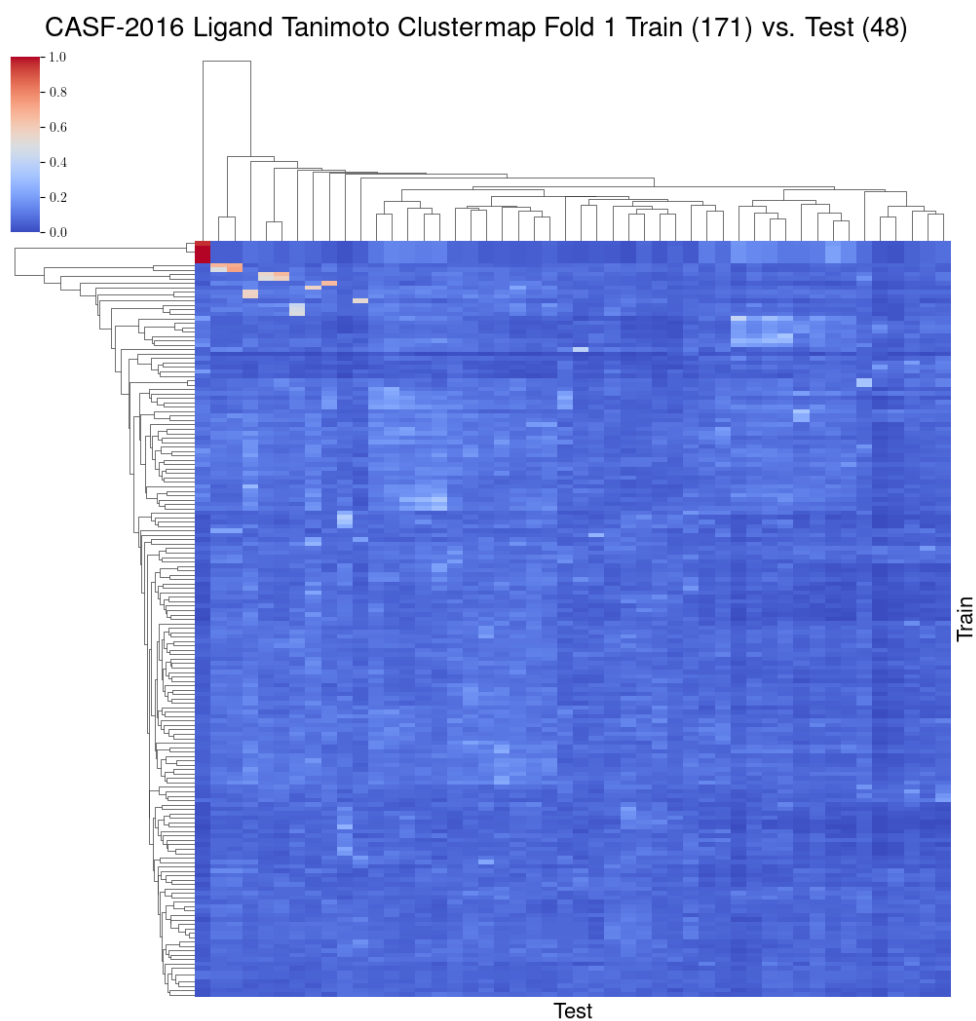 CASF-2016 Ligand Tanimoto Clustermap Fold 1 Train (171) vs. Test (48)
1.0
0.8
0.6
0.4
0.2
0.0
Train
Test